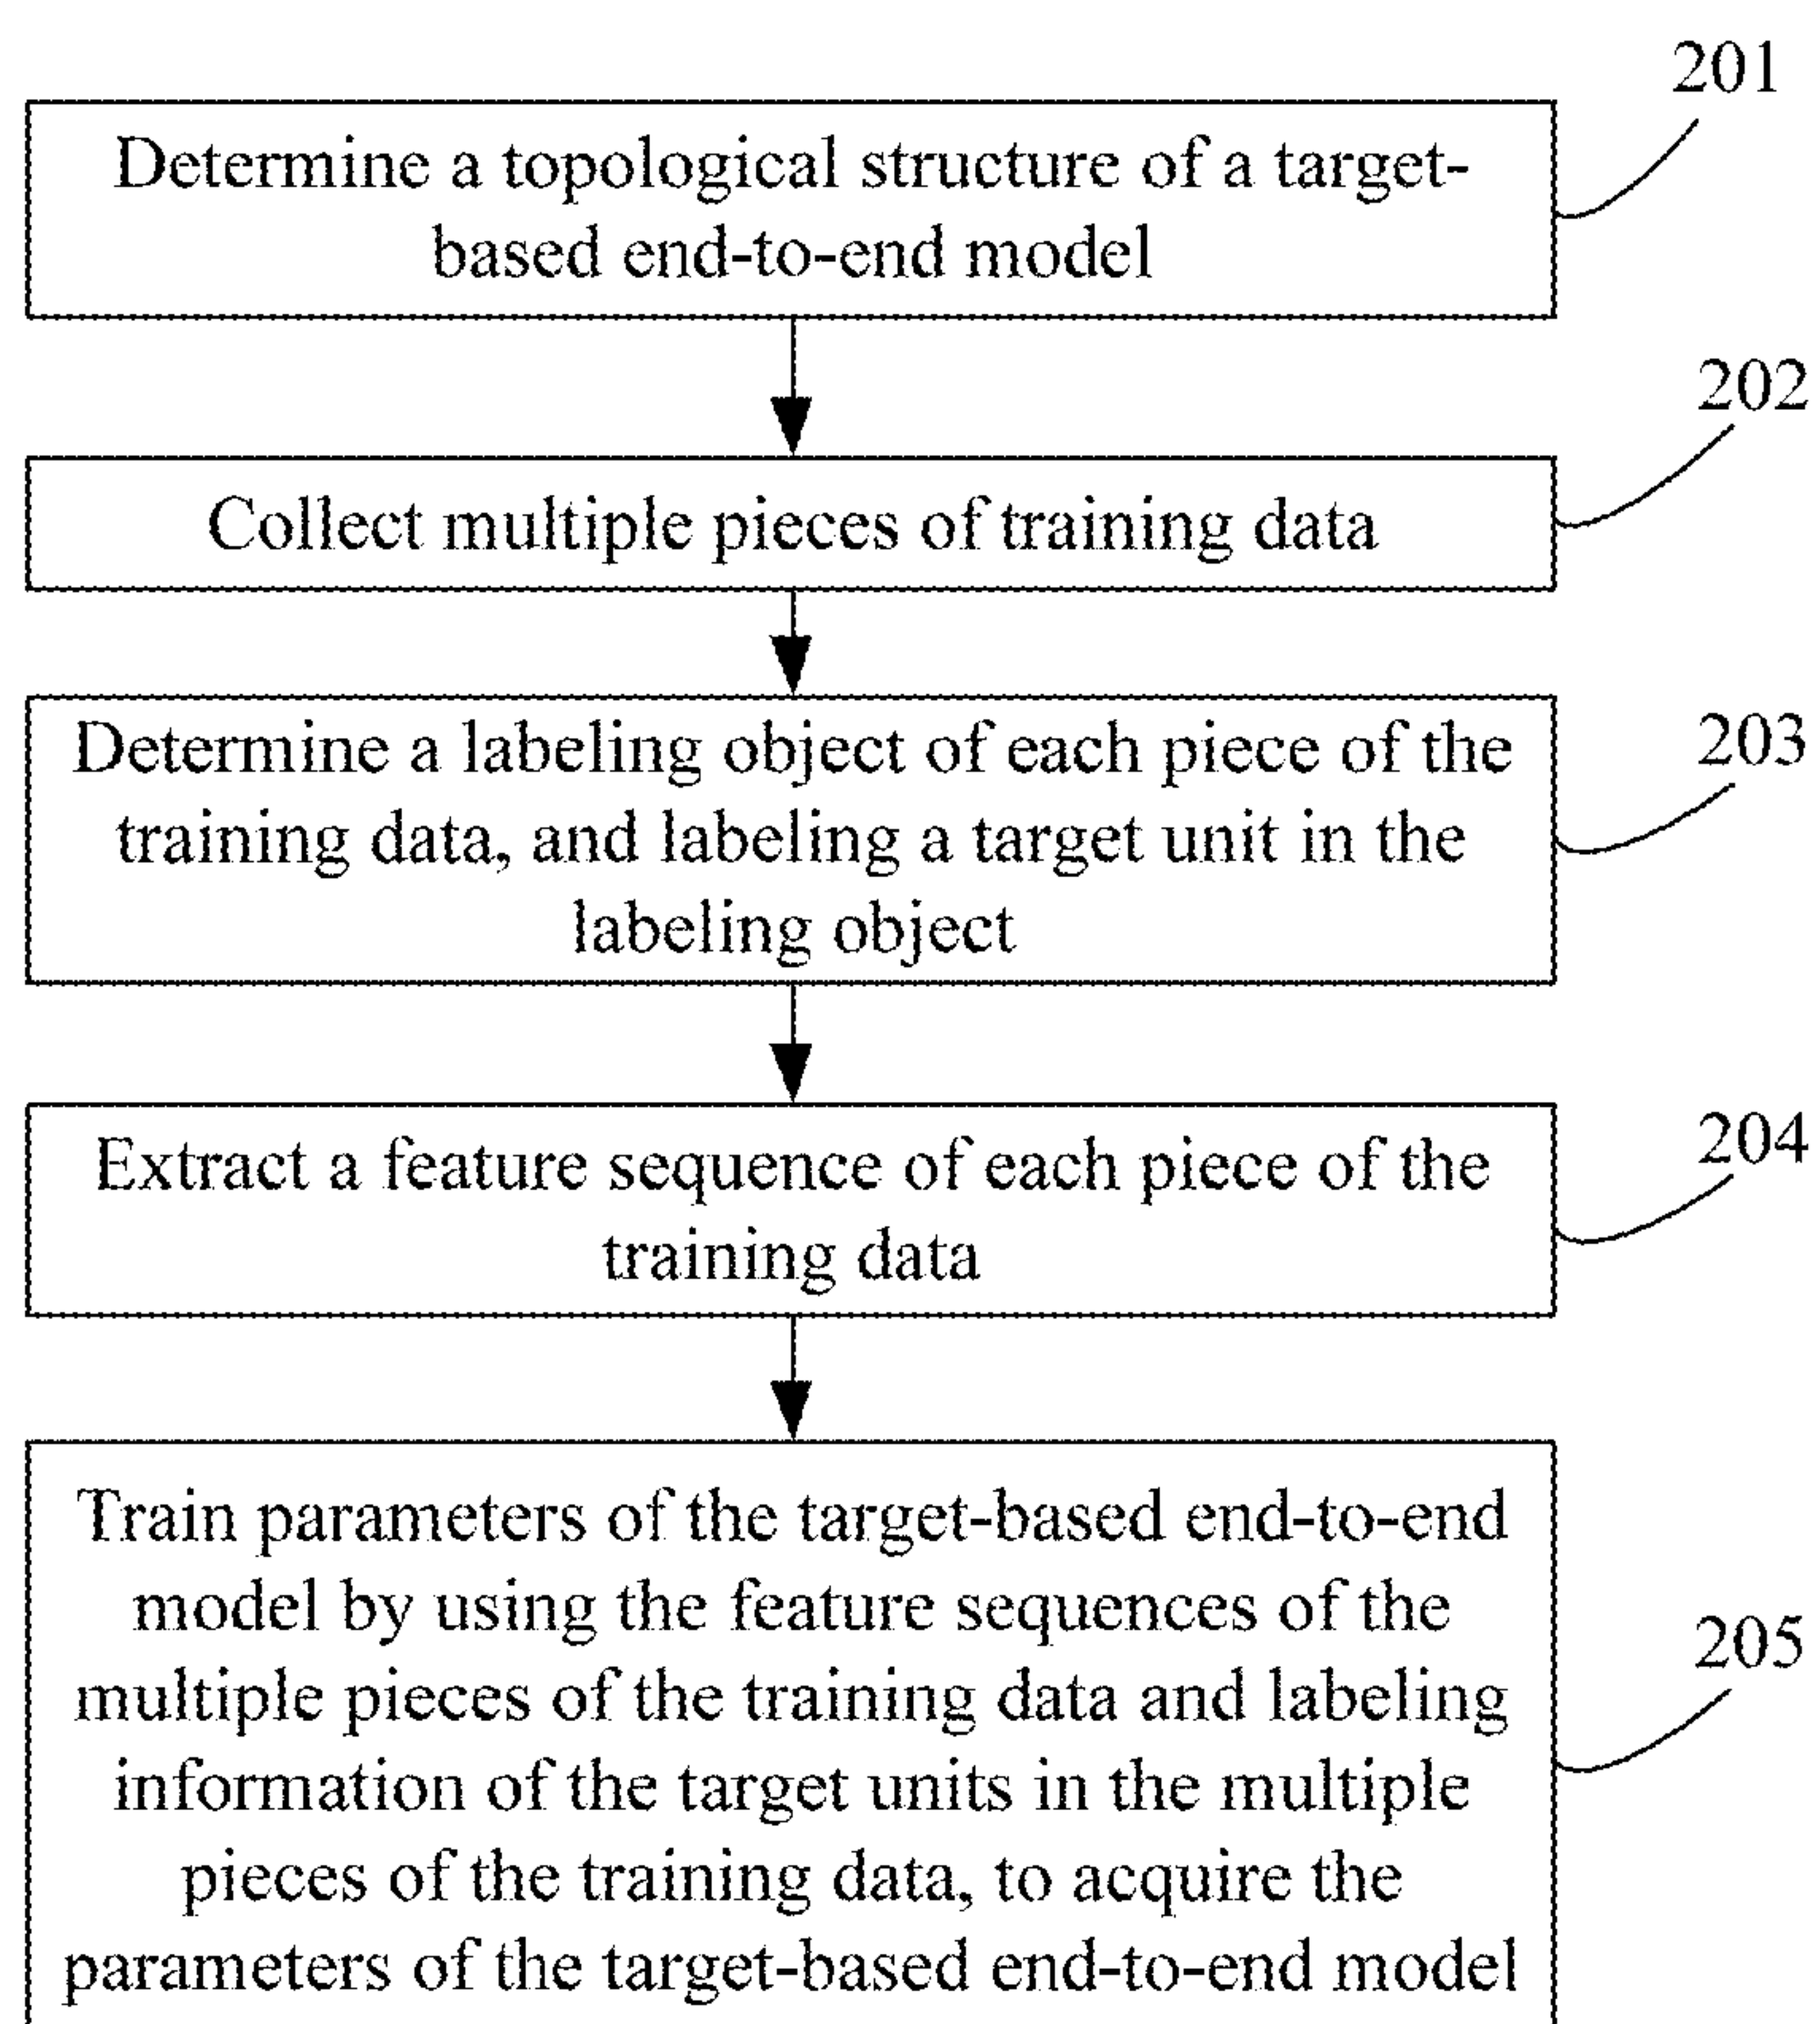 201
Determine a topological structure of a target-
based end-to-end model
202
Collect multiple pieces of training data
203
Determine a labeling object of each piece of the
training data, and labeling a target unit in the
labeling object
204
Extract a feature sequence of each piece of the
training data
205
Train parameters of the target-based end-to-end
model by using the feature sequences of the
multiple pieces of the training data and labeling
information of the target units in the multiple
pieces of the training data, to acquire the
parameters of the target-based end-to-end model